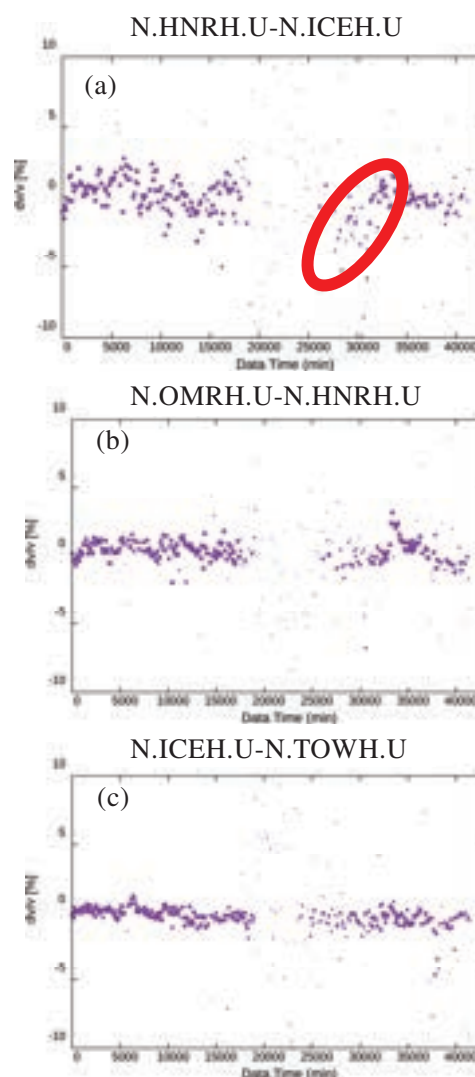 N.HNRH.U-N.ICEH.U
10
(a)
5
0
dv/v [%]
-5
-10
0 5000 10000 15000 20000 25000 30000 35000 40000
Data Time (min)
N.OMRH.U-N.HNRH.U
10
(b)
5
0
dv/v [%]
-5
-10
0 5000 10000 15000 20000 25000 30000 35000 40000
Data Time (min)
N.ICEH.U-N.TOWH.U
10
(c)
5
0
dv/v [%]
-5
-10
0 5000 10000 15000 20000 25000 30000 35000 40000
Data Time (min)